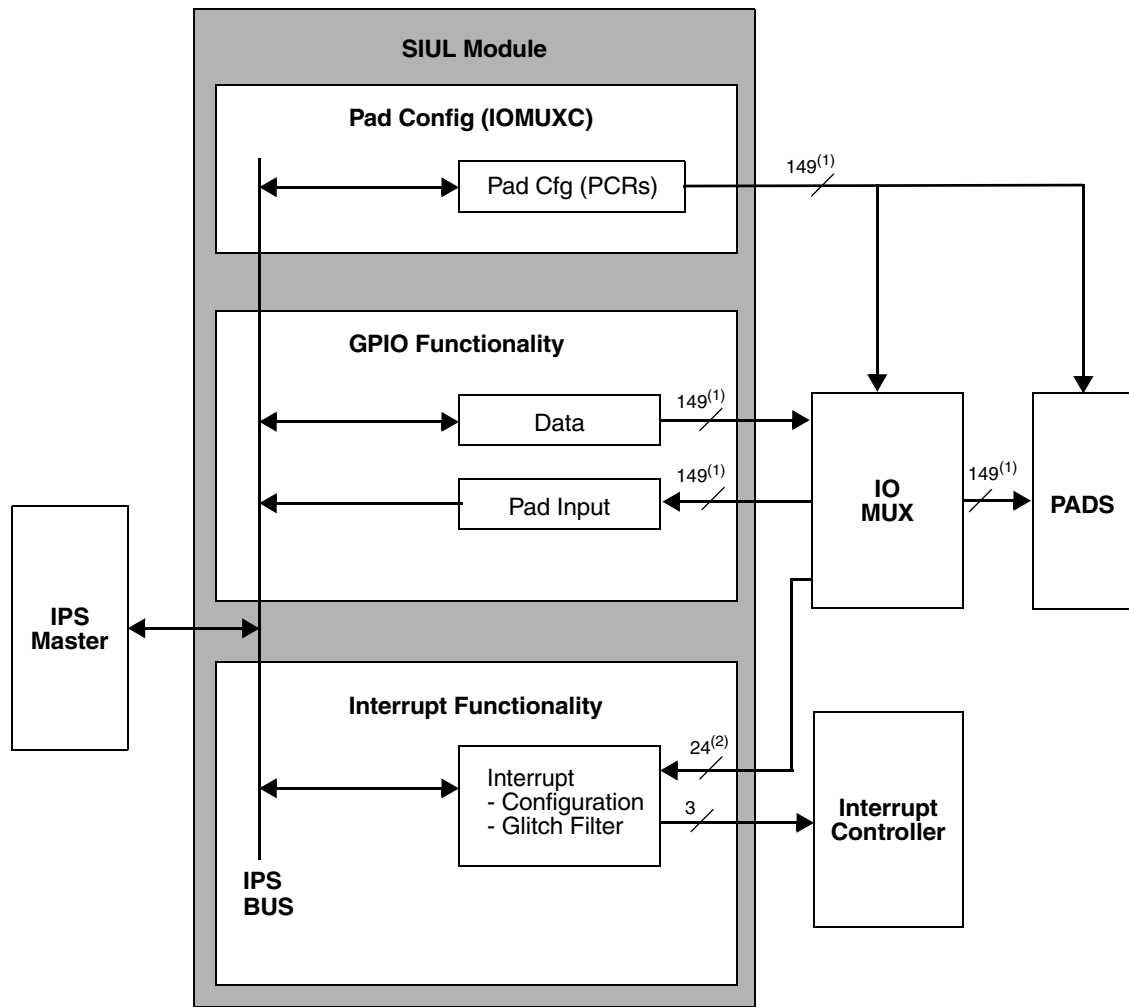 SIUL Module
Pad Config (IOMUXC)
Pad Cfg (PCRs)
149(1)
GPIO Functionality
Data
149(1)
Pad Input
149(1)
IO
MUX
149(1)
PADS
IPS
Master
Interrupt Functionality
Interrupt
- Configuration
- Glitch Filter
24(2)
3
Interrupt
Controller
IPS
BUS